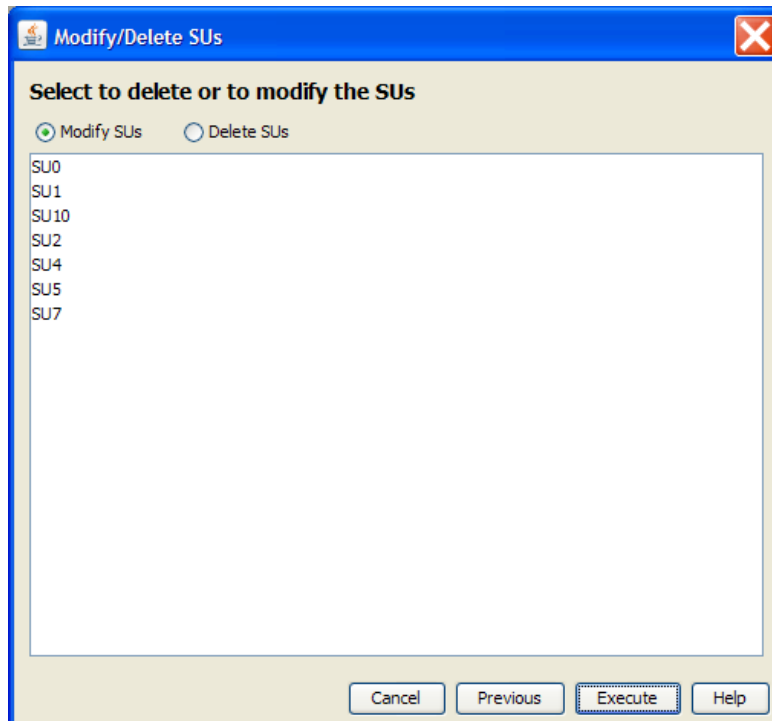 Modify/Delete SUs
Select to delete or to modify the SUs
Modify SUs Delete SUs
SU0
SU1
SU10
SU2
SU4
SU5
SU7
Cancel Previous Execute Help